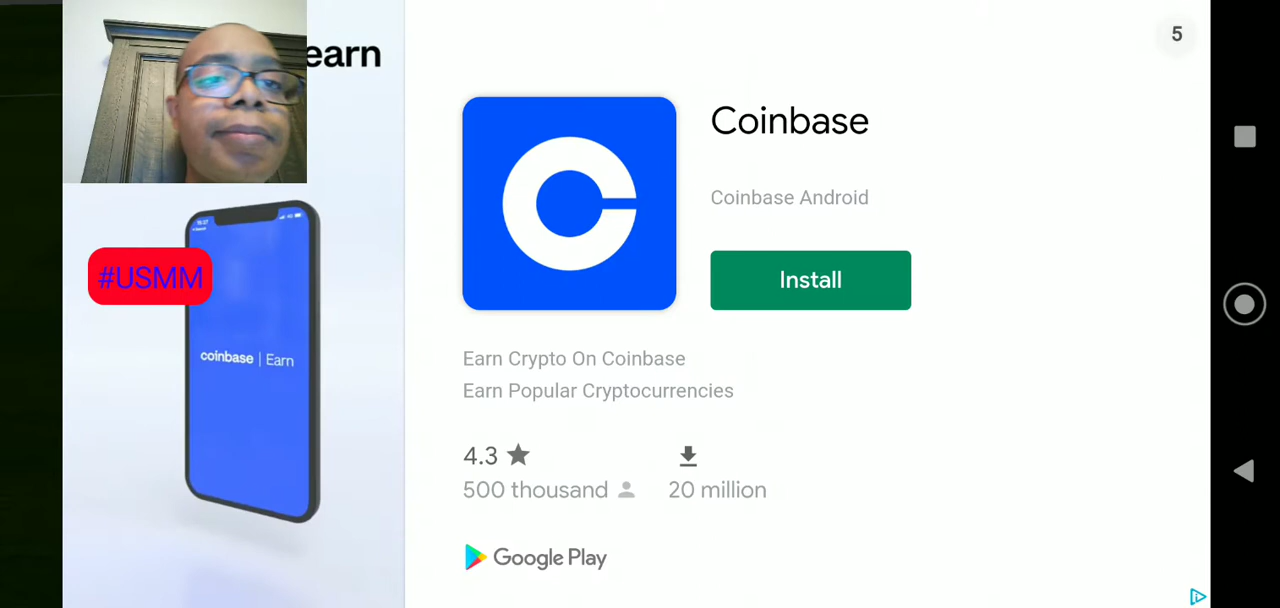 earn
#USMM
coinbase | Earn
5
Coinbase
Coinbase Android
Install
Earn Crypto On Coinbase
Earn Popular Cryptocurrencies
4.3
500 thousand
20 million
Google Play